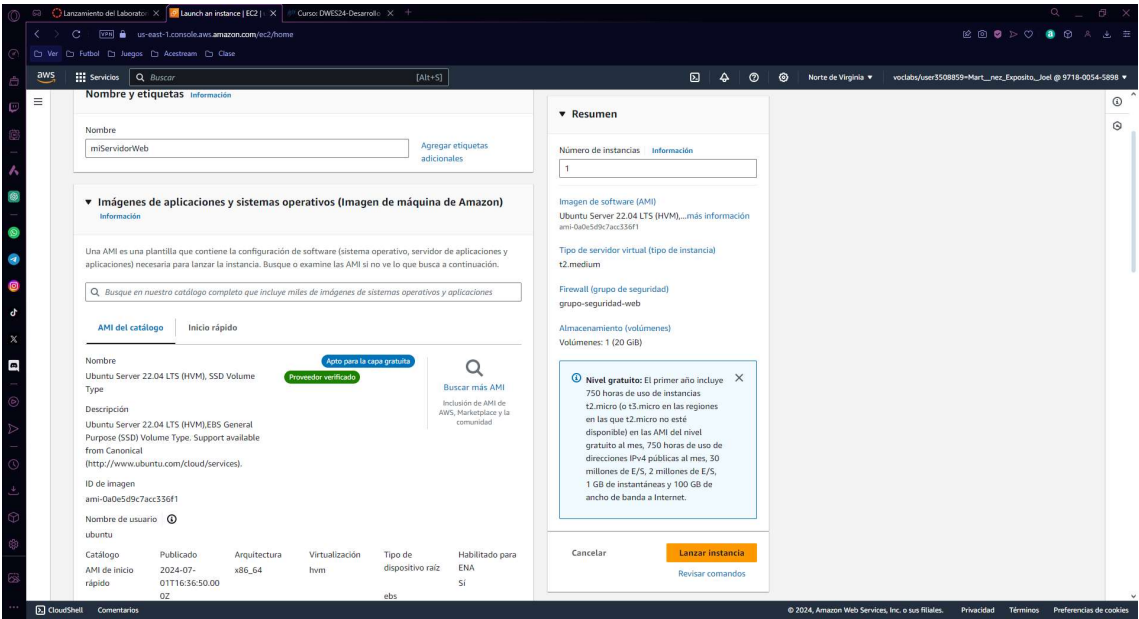 Lanzamiento del Laborator
Launch an instance | EC2 |
Curso: DWES24-Desarrollo
VPN
us-east-1.console.aws.amazon.com/ec2/home
Ver
Futbol
Juegos
Acestream
Clase
aws
Servicios
Buscar
[Alt+S]
Norte de Virginia
voclabs/user3508859=Mart__nez_Exposito,_Joel @ 9718-0054-5898
Nombre y etiquetas Información
Nombre
miServidorWeb
Agregar etiquetas
adicionales
Imágenes de aplicaciones y sistemas operativos (Imagen de máquina de Amazon)
Información
Una AMI es una plantilla que contiene la configuración de software (sistema operativo, servidor de aplicaciones y
aplicaciones) necesaria para lanzar la instancia. Busque o examine las AMI si no ve lo que busca a continuación.
Busque en nuestro catálogo completo que incluye miles de imágenes de sistemas operativos y aplicaciones
AMI del catálogo
Inicio rápido
Nombre
Apto para la capa gratuita
Ubuntu Server 22.04 LTS (HVM), SSD Volume
Type
Proveedor verificado
Descripción
Ubuntu Server 22.04 LTS (HVM),EBS General
Purpose (SSD) Volume Type. Support available
from Canonical
(http://www.ubuntu.com/cloud/services).
Buscar más AMI
Inclusión de AMI de
AWS, Marketplace y la
comunidad
ID de imagen
ami-0a0e5d9c7acc336f1
Nombre de usuario
ubuntu
Catálogo Publicado Arquitectura Virtualización Tipo de Habilitado para
AMI de inicio 2024-07- x86_64 hvm dispositivo raíz ENA
rápido 01T16:36:50.00 Sí
0Z ebs
Resumen
Número de instancias Información
1
Imagen de software (AMI)
Ubuntu Server 22.04 LTS (HVM),...más información
ami-0a0e5d9c7acc336f1
Tipo de servidor virtual (tipo de instancia)
t2.medium
Firewall (grupo de seguridad)
grupo-seguridad-web
Almacenamiento (volúmenes)
Volúmenes: 1 (20 GiB)
Nivel gratuito: El primer año incluye
750 horas de uso de instancias
t2.micro (o t3.micro en las regiones
en las que t2.micro no esté
disponible) en las AMI del nivel
gratuito al mes, 750 horas de uso de
direcciones IPv4 públicas al mes, 30
millones de E/S, 2 millones de E/S,
1 GB de instantáneas y 100 GB de
ancho de banda a Internet.
Cancelar
Lanzar instancia
Revisar comandos
CloudShell
Comentarios
© 2024, Amazon Web Services, Inc. o sus filiales.
Privacidad
Términos
Preferencias de cookies